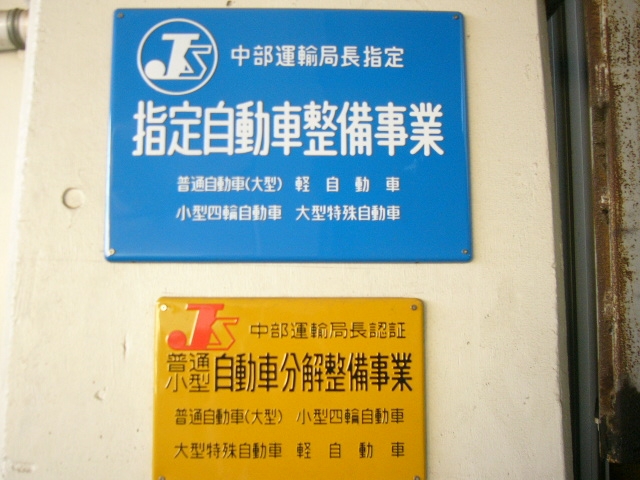 JS 中部運輸局長指定
指定自動車整備事業
普通自動車(大型) 軽自動車
小型四輪自動車 大型特殊自動車
JS 中部運輸局長認証
普通小型自動車分解整備事業
普通自動車(大型) 小型四輪自動車
大型特殊自動車 軽自動車